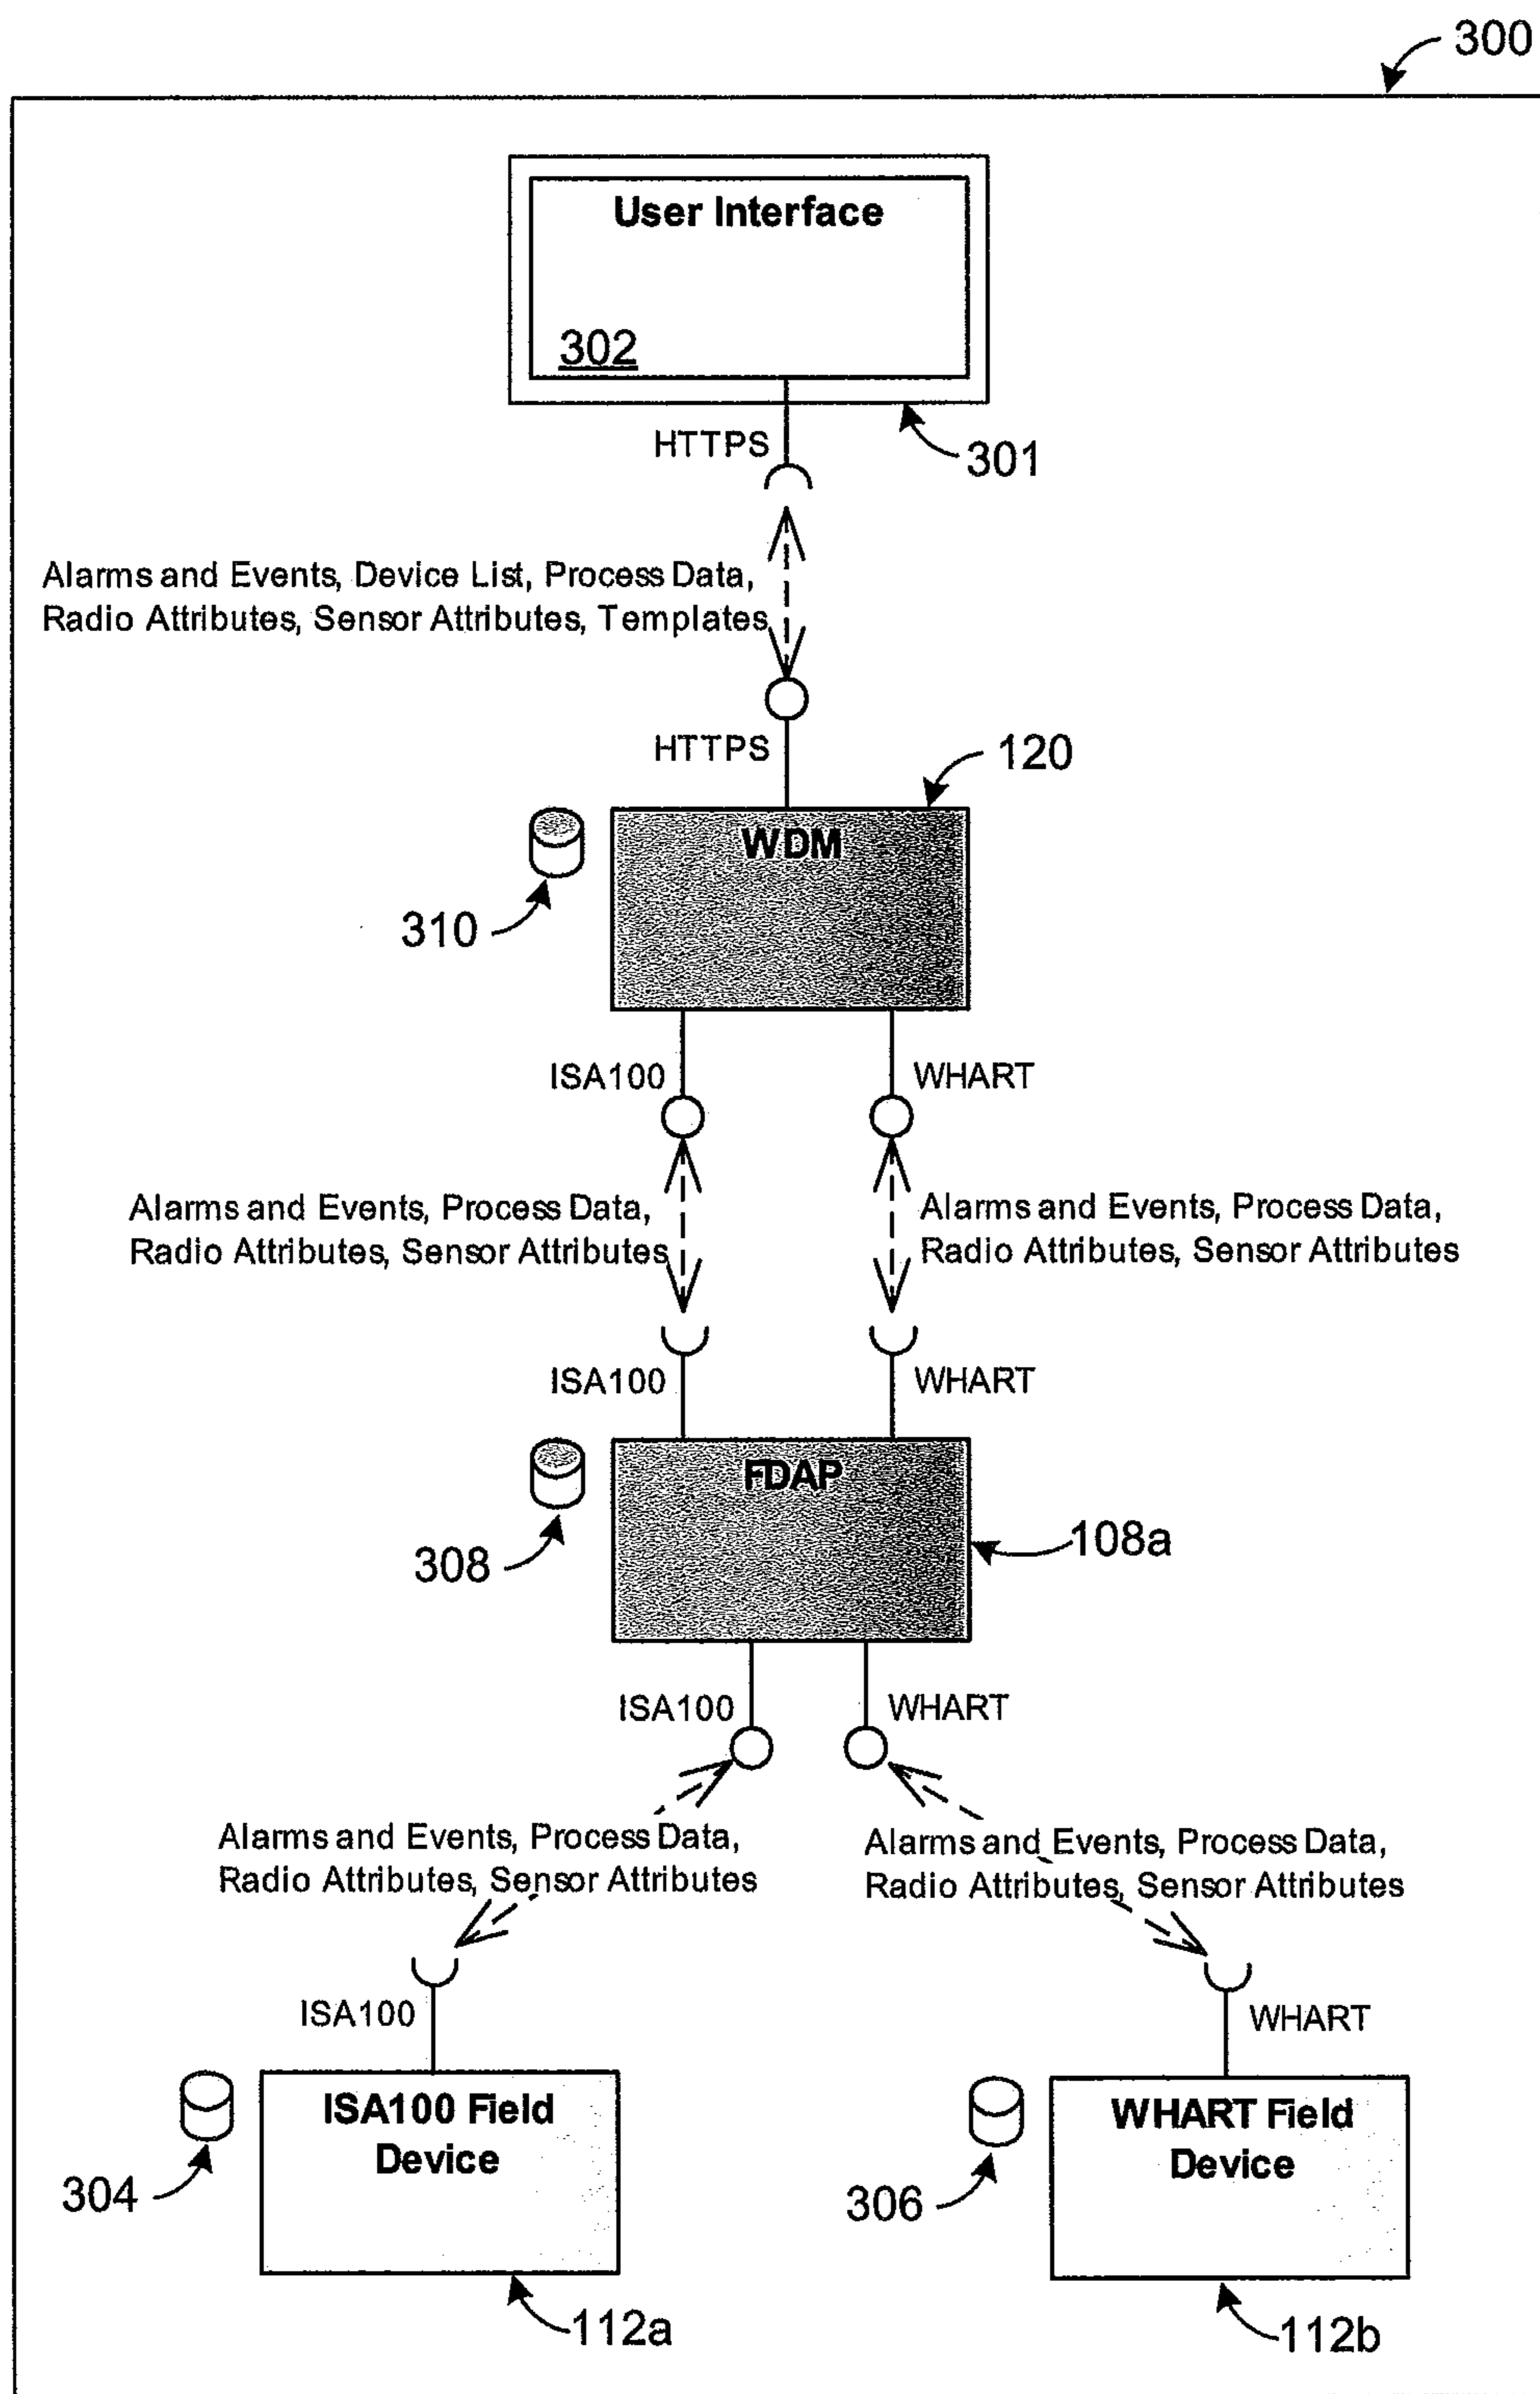 300
User Interface
302
HTTPS
301
Alarms and Events, Device List, Process Data,
Radio Attributes, Sensor Attributes, Templates
HTTPS
120
WDM
310
ISA100
WHART
Alarms and Events, Process Data,
Radio Attributes, Sensor Attributes
Alarms and Events, Process Data,
Radio Attributes, Sensor Attributes
ISA100
WHART
FDAP
308
108a
ISA100
WHART
Alarms and Events, Process Data,
Radio Attributes, Sensor Attributes
Alarms and Events, Process Data,
Radio Attributes, Sensor Attributes
ISA100
WHART
ISA100 Field
Device
304
WHART Field
Device
306
112a
112b